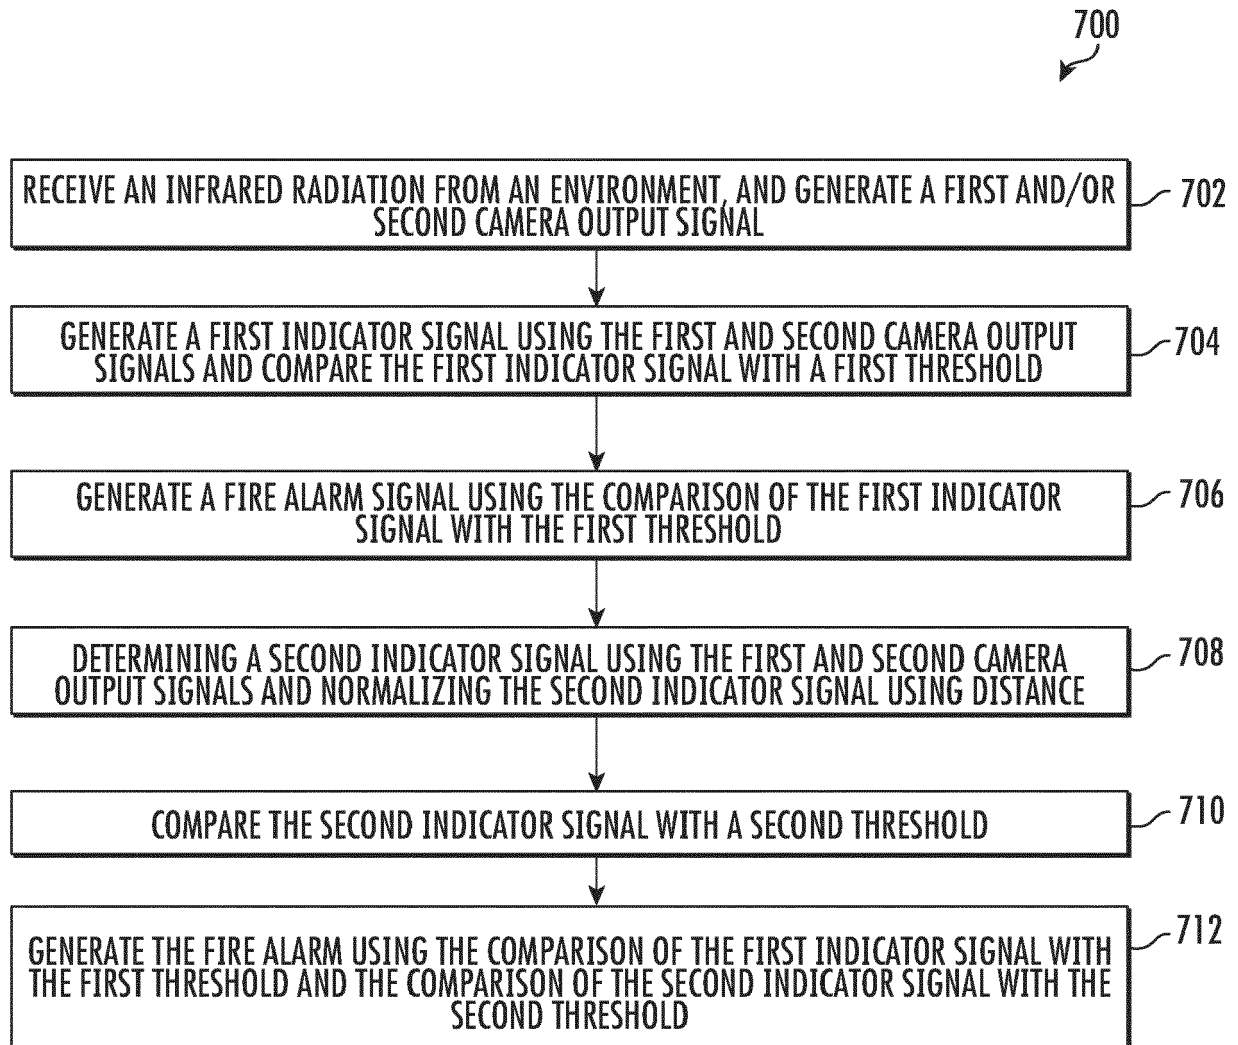 700
RECEIVE AN INFRARED RADIATION FROM AN ENVIRONMENT, AND GENERATE A FIRST AND/OR
SECOND CAMERA OUTPUT SIGNAL
702
GENERATE A FIRST INDICATOR SIGNAL USING THE FIRST AND SECOND CAMERA OUTPUT
SIGNALS AND COMPARE THE FIRST INDICATOR SIGNAL WITH A FIRST THRESHOLD
704
GENERATE A FIRE ALARM SIGNAL USING THE COMPARISON OF THE FIRST INDICATOR
SIGNAL WITH THE FIRST THRESHOLD
706
DETERMINING A SECOND INDICATOR SIGNAL USING THE FIRST AND SECOND CAMERA
OUTPUT SIGNALS AND NORMALIZING THE SECOND INDICATOR SIGNAL USING DISTANCE
708
COMPARE THE SECOND INDICATOR SIGNAL WITH A SECOND THRESHOLD
710
GENERATE THE FIRE ALARM USING THE COMPARISON OF THE FIRST INDICATOR SIGNAL WITH
THE FIRST THRESHOLD AND THE COMPARISON OF THE SECOND INDICATOR SIGNAL WITH THE
SECOND THRESHOLD
712